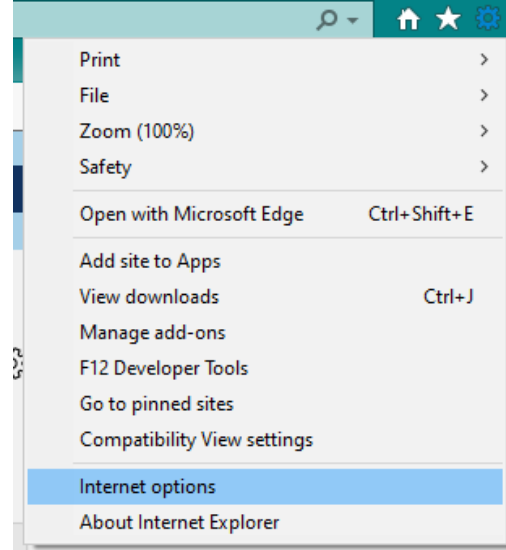 Print
File
Zoom (100%)
Safety
Open with Microsoft Edge Ctrl+Shift+E
Add site to Apps
View downloads Ctrl+J
Manage add-ons
F12 Developer Tools
Go to pinned sites
Compatibility View settings
Internet options
About Internet Explorer